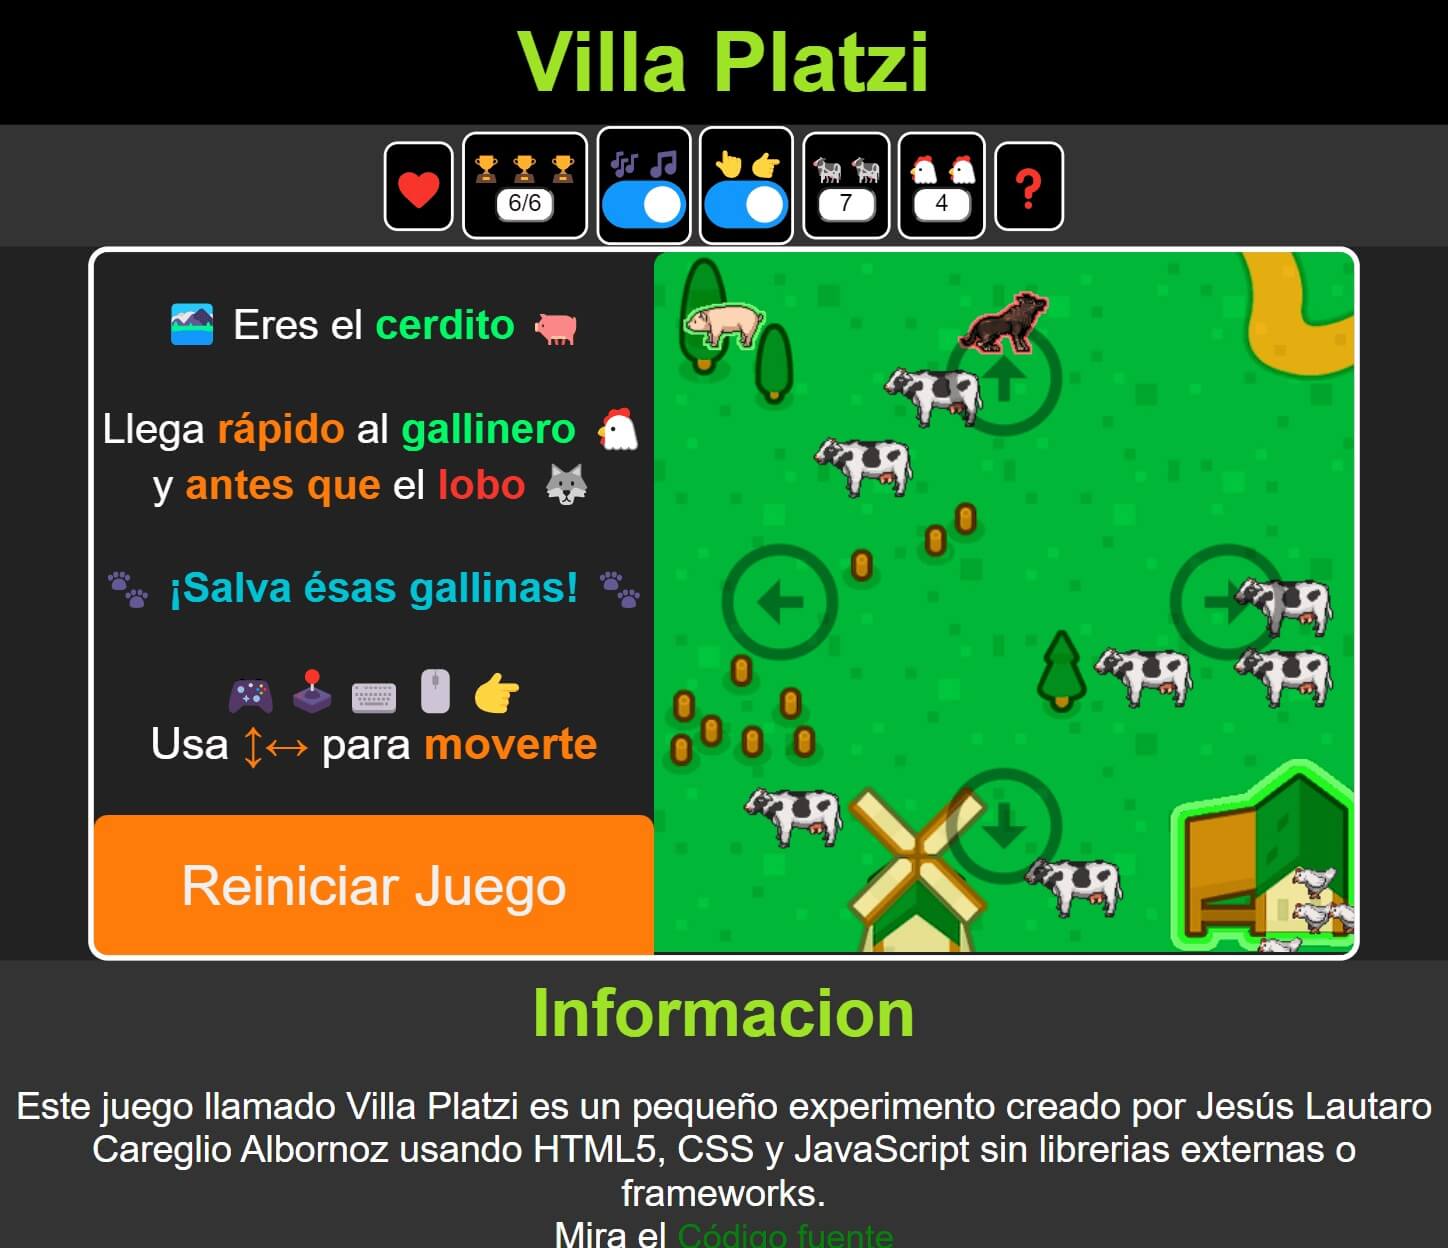 Villa Platzi
6/6
7
4
Eres el cerdito
Llega rápido al gallinero
y antes que el lobo
¡Salva ésas gallinas!
Usa ↕↔ para moverte
Reiniciar Juego
Informacion
Este juego llamado Villa Platzi es un pequeño experimento creado por Jesús Lautaro
Careglio Albornoz usando HTML5, CSS y JavaScript sin librerias externas o
frameworks.
Mira el Código fuente